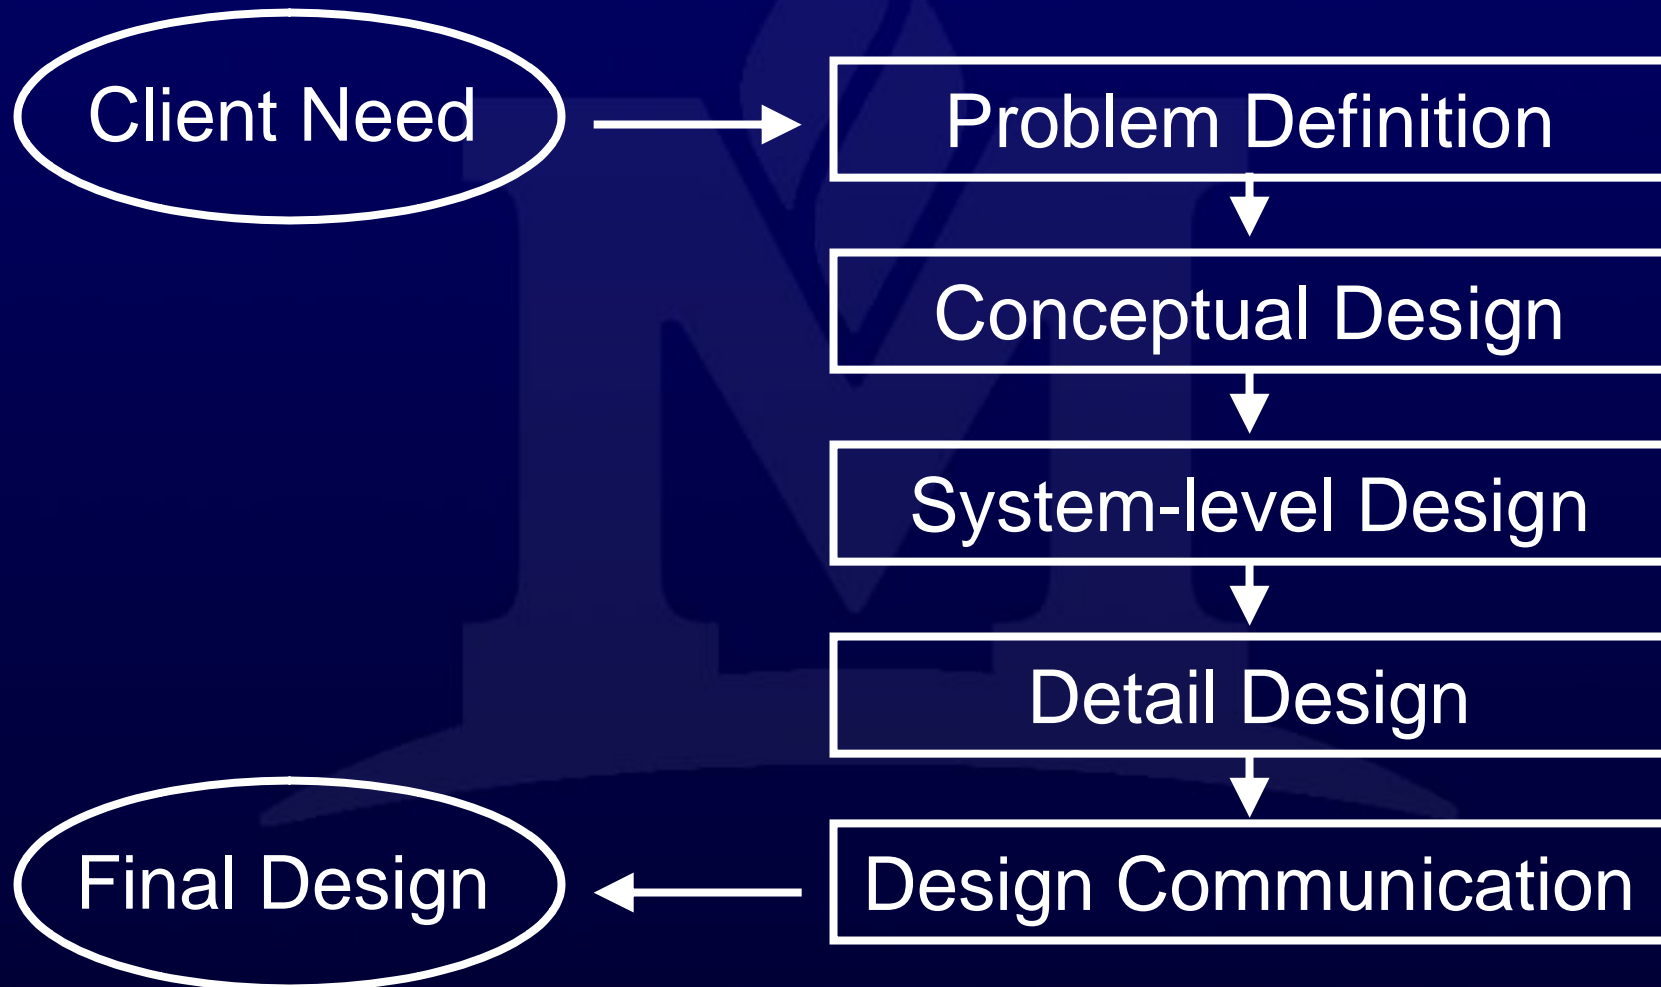 Client Need
Problem Definition
Conceptual Design
System-level Design
Detail Design
Design Communication
Final Design